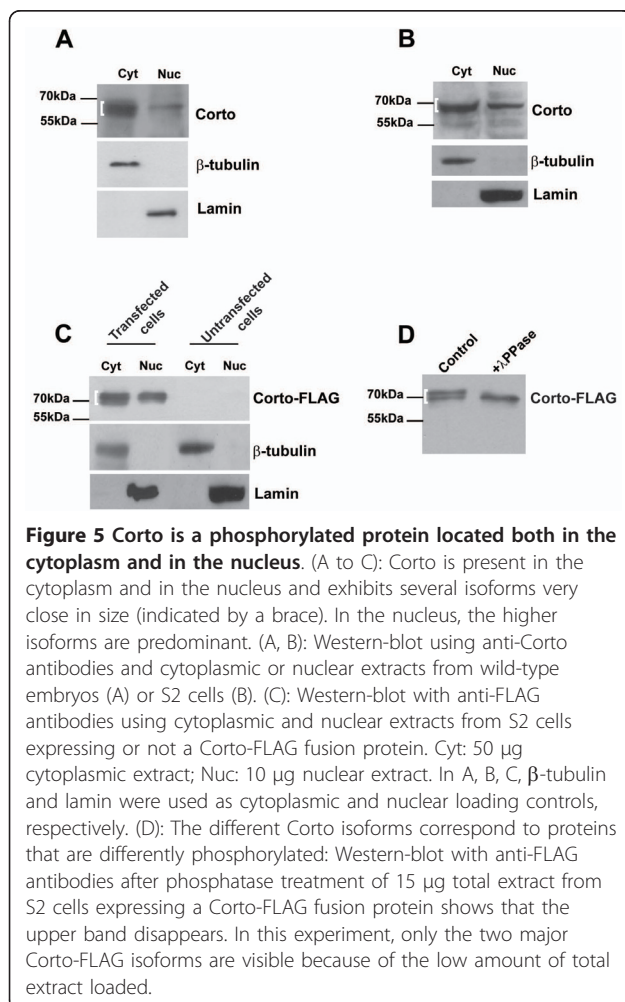 A
Cyt Nuc
70kDa
55kDa
Corto
β-tubulin
Lamin
B
Cyt Nuc
70kDa
55kDa
Corto
β-tubulin
Lamin
C
Transfected cells
Untransfected cells
Cyt Nuc Cyt Nuc
70kDa
55kDa
Corto-FLAG
β-tubulin
Lamin
D
Control
+λPPase
70kDa
55kDa
Corto-FLAG
Figure 5 Corto is a phosphorylated protein located both in the
cytoplasm and in the nucleus. (A to C): Corto is present in the
cytoplasm and in the nucleus and exhibits several isoforms very
close in size (indicated by a brace). In the nucleus, the higher
isoforms are predominant. (A, B): Western-blot using anti-Corto
antibodies and cytoplasmic or nuclear extracts from wild-type
embryos (A) or S2 cells (B). (C): Western-blot with anti-FLAG
antibodies using cytoplasmic and nuclear extracts from S2 cells
expressing or not a Corto-FLAG fusion protein. Cyt: 50 μg
cytoplasmic extract; Nuc: 10 μg nuclear extract. In A, B, C, β-tubulin
and lamin were used as cytoplasmic and nuclear loading controls,
respectively. (D): The different Corto isoforms correspond to proteins
that are differently phosphorylated: Western-blot with anti-FLAG
antibodies after phosphatase treatment of 15 μg total extract from
S2 cells expressing a Corto-FLAG fusion protein shows that the
upper band disappears. In this experiment, only the two major
Corto-FLAG isoforms are visible because of the low amount of total
extract loaded.